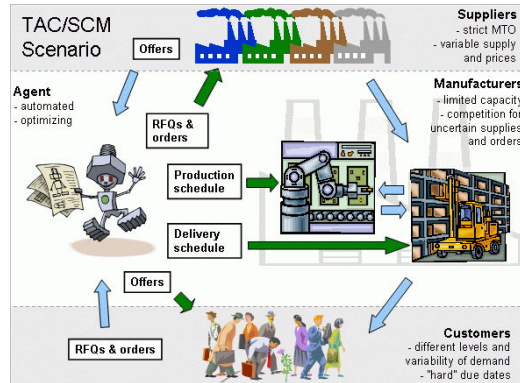 TAC/SCM
Scenario
Offers
Suppliers
- strict MTO
- variable supply
and prices
Agent
- automated
- optimizing
RFQs &
orders
Manufacturers
- limited capacity
- competition for
uncertain supplies
and orders
Production
schedule
Delivery
schedule
Offers
RFQs & orders
Customers
- different levels and
variability of demand
- "hard" due dates